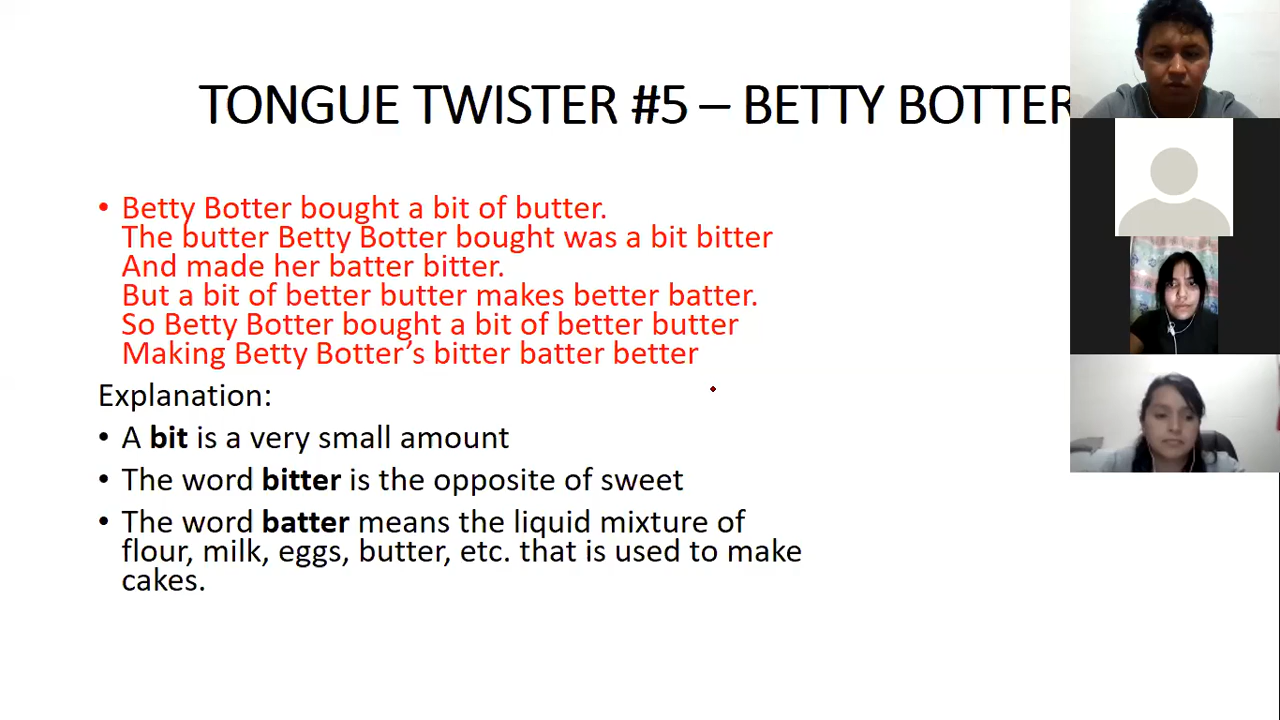 TONGUE TWISTER #5 – BETTY BOTTER
• Betty Botter bought a bit of butter.
The butter Betty Botter bought was a bit bitter
And made her batter bitter.
But a bit of better butter makes better batter.
So Betty Botter bought a bit of better butter
Making Betty Botter’s bitter batter better
Explanation:
• A bit is a very small amount
• The word bitter is the opposite of sweet
• The word batter means the liquid mixture of
flour, milk, eggs, butter, etc. that is used to make
cakes.